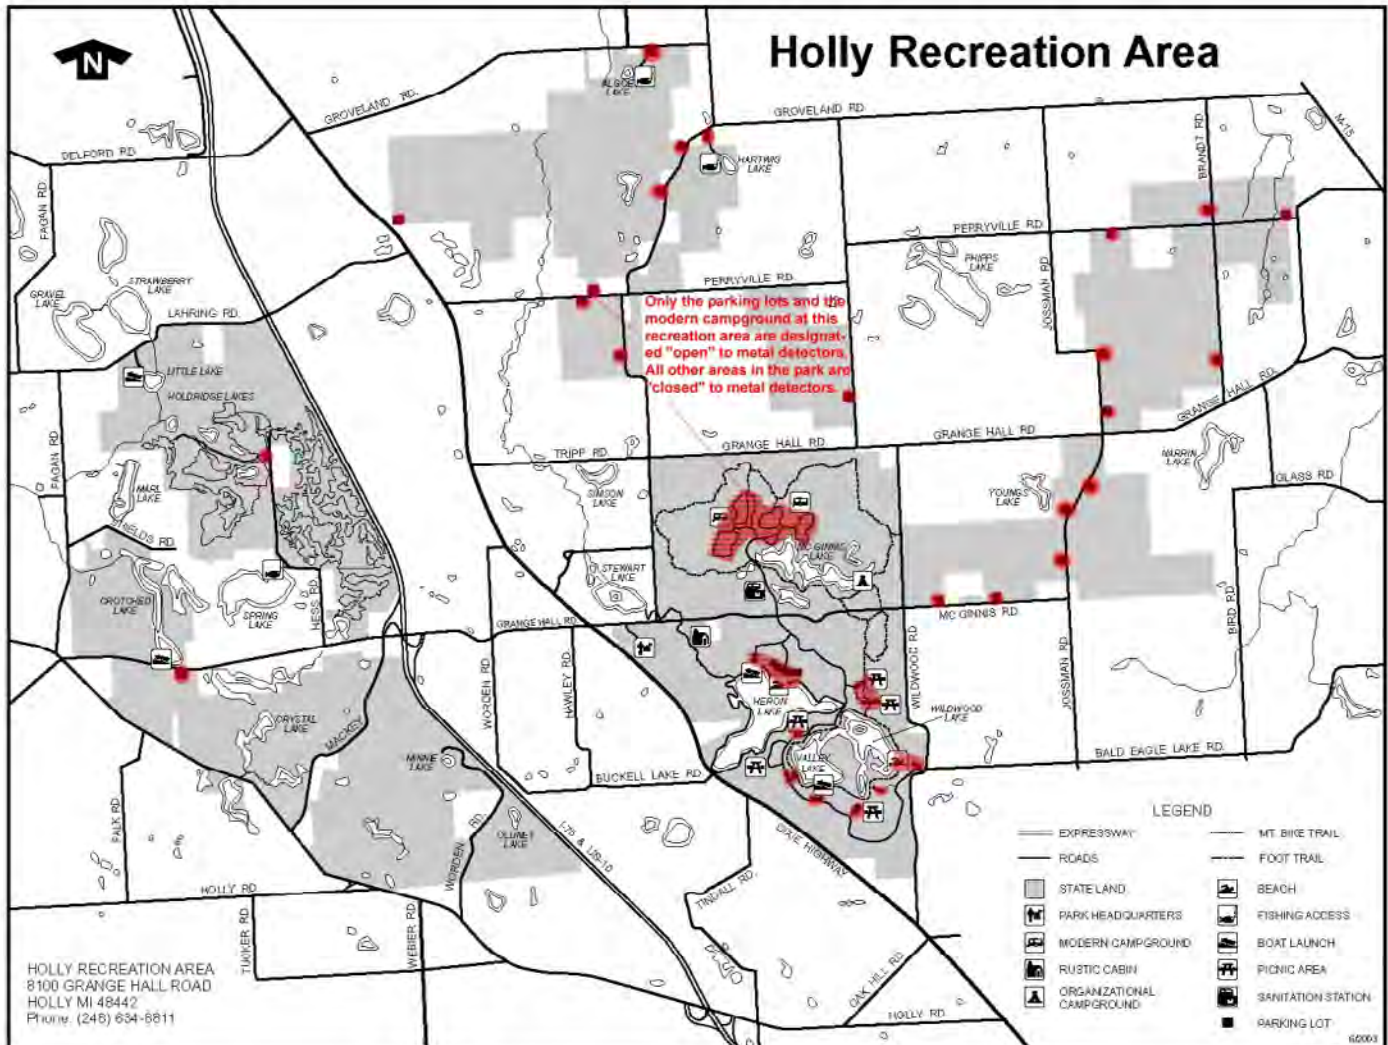 Holly Recreation Area
N
ALGOE LAKE
GROVELAND RD.
GROVELAND RD.
M-15
BRANDT RD.
DELFORD RD.
HARTWIG LAKE
FAGAN RD
PERRYVILLE RD.
PHIPPS LAKE
JOSSMAN RD.
STRAWBERRY LAKE
GRAVEL LAKE
LAHRING RD.
PERRYVILLE RD.
Only the parking lots and the
modern campground at this
recreation area are designat-
ed "open" to metal detectors.
All other areas in the park are
"closed" to metal detectors.
LITTLE LAKE
HOLDRIDGE LAKES
GRANGE HALL RD.
GRANGE HALL RD.
GRANGE HALL RD
TRIPP RD.
FAGAN RD.
MARL LAKE
SIMSON LAKE
YOUNGS LAKE
WARRIN LAKE
GLASS RD.
FIELDS RD.
MC GINNIS LAKE
STEWART LAKE
CROTCHED LAKE
SPRING LAKE
HESS RD.
GRANGE HALL RD.
MC GINNIS RD.
BIRD RD.
WILDWOOD RD.
JOSSMAN RD.
WORDEN RD.
HAWLEY RD.
HERON LAKE
WILDWOOD LAKE
CRYSTAL LAKE
MACKEY
MINNIE LAKE
VALLEY LAKE
BALD EAGLE LAKE RD.
BUCKELL LAKE RD.
FALK RD.
I-75 & US-10
DIXIE HIGHWAY
WORDEN RD.
HOLLY RD
TINDALL RD.
TUCKER RD.
WEBBER RD.
OAK HILL RD.
HOLLY RD.
LEGEND
EXPRESSWAY
ROADS
STATE LAND
PARK HEADQUARTERS
MODERN CAMPGROUND
RUSTIC CABIN
ORGANIZATIONAL
CAMPGROUND
MT. BIKE TRAIL
FOOT TRAIL
BEACH
FISHING ACCESS
BOAT LAUNCH
PICNIC AREA
SANITATION STATION
PARKING LOT
HOLLY RECREATION AREA
8100 GRANGE HALL ROAD
HOLLY MI 48442
Phone: (248) 634-8811
6/2003